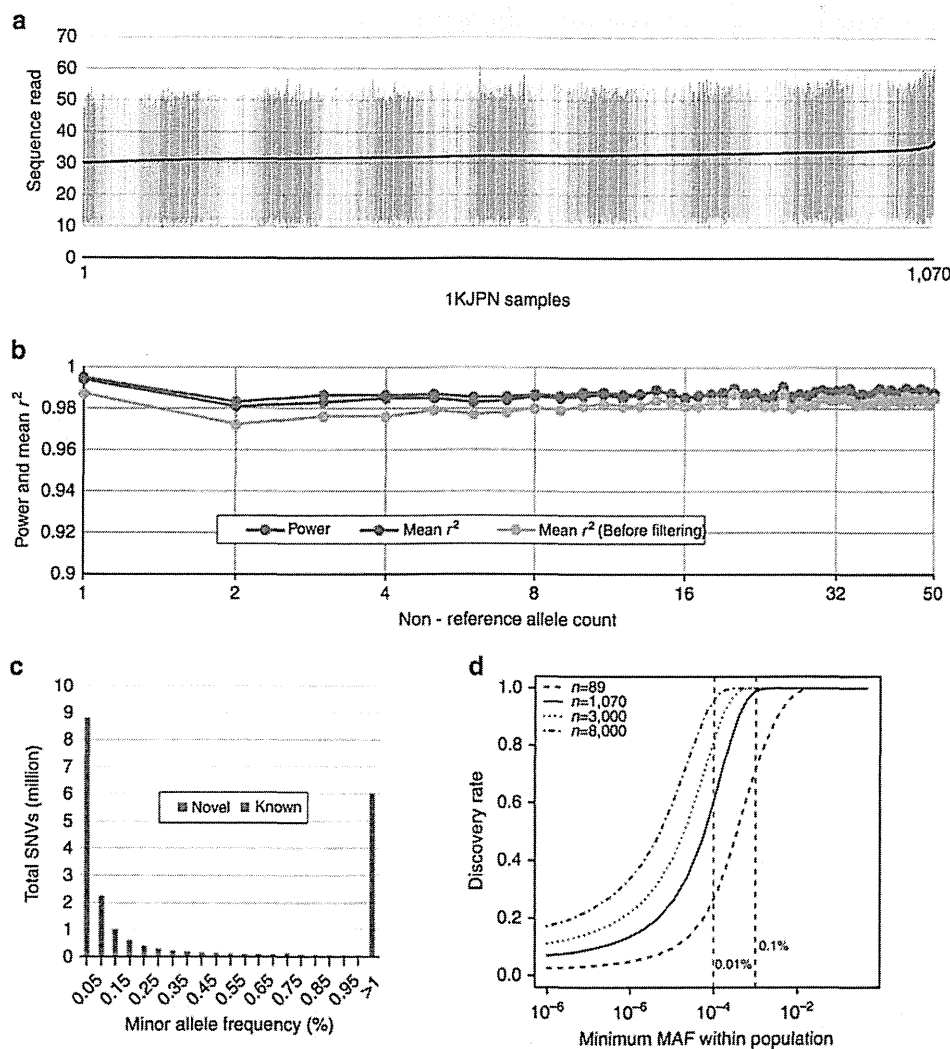 a
70
60
50
40
30
20
10
0
Sequence read
1
1,070
1KJPN samples
b
1
0.98
0.96
0.94
0.92
0.9
Power and mean r²
Power
Mean r²
Mean r² (Before filtering)
1
2
4
8
16
32
50
Non - reference allele count
c
10
9
8
7
6
5
4
3
2
1
0
Total SNVs (million)
Novel
Known
0.05
0.15
0.25
0.35
0.45
0.55
0.65
0.75
0.85
0.95
>1
Minor allele frequency (%)
d
1.0
0.8
0.6
0.4
0.2
0.0
Discovery rate
n=89
n=1,070
n=3,000
n=8,000
0.01%
0.1%
10⁻⁶
10⁻⁵
10⁻⁴
10⁻²
Minimum MAF within population